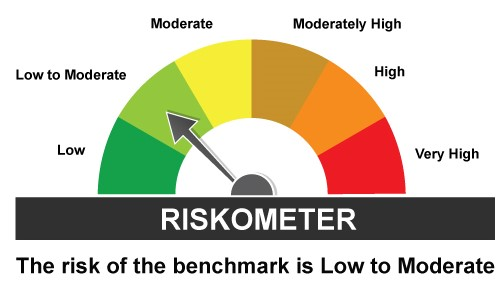 Moderate
Moderately High
Low to Moderate
High
Low
Very High
RISKOMETER
The risk of the benchmark is Low to Moderate